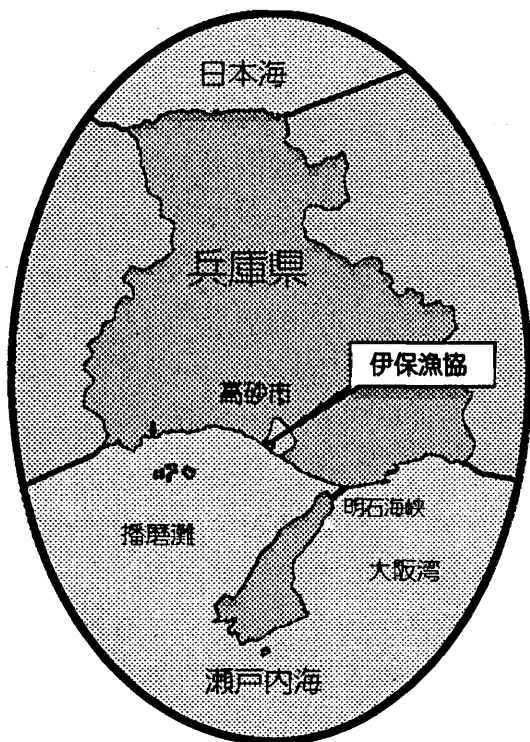 日本海
兵庫県
伊保漁協
高砂市
明石海峡
播磨灘
大阪湾
瀬戸内海